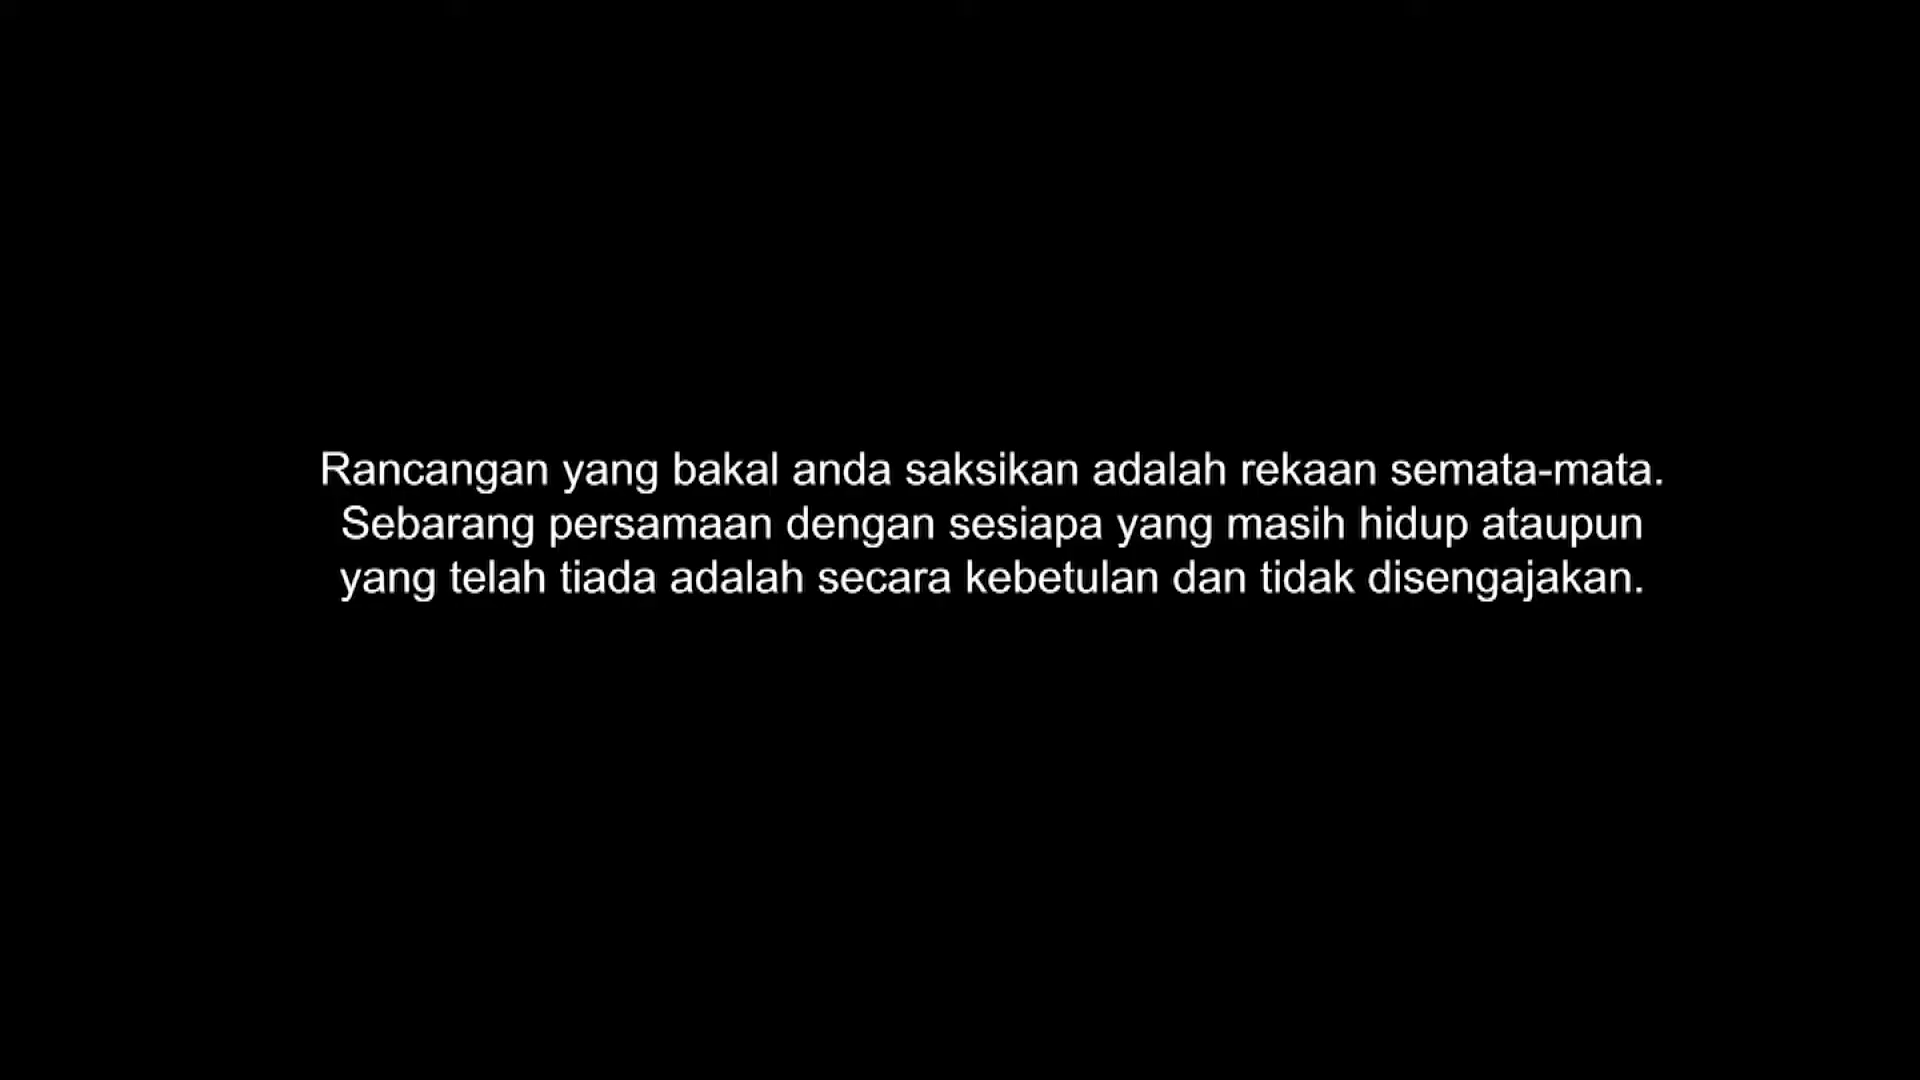 Rancangan yang bakal anda saksikan adalah rekaan semata-mata.
Sebarang persamaan dengan sesiapa yang masih hidup ataupun
yang telah tiada adalah secara kebetulan dan tidak disengajakan.